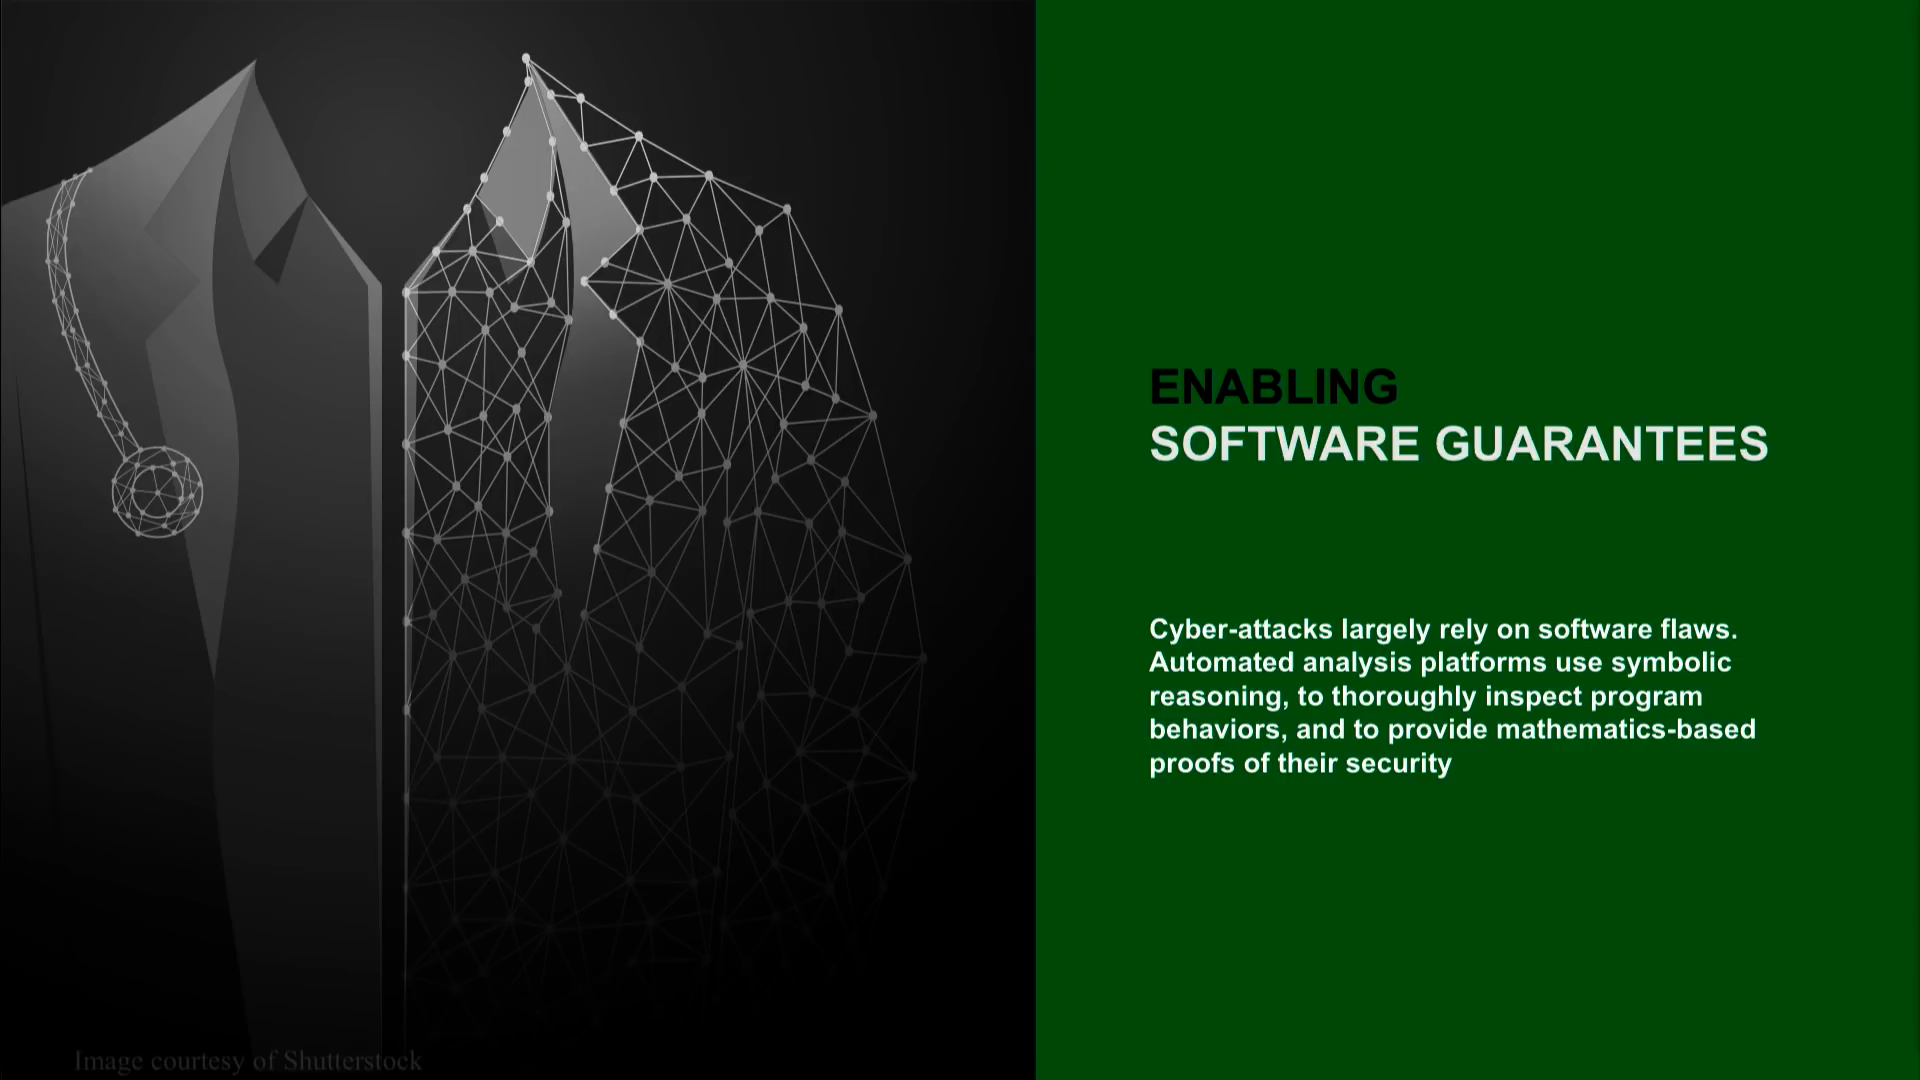 ENABLING
SOFTWARE GUARANTEES
Cyber-attacks largely rely on software flaws.
Automated analysis platforms use symbolic
reasoning, to thoroughly inspect program
behaviors, and to provide mathematics-based
proofs of their security
Image courtesy of Shutterstock